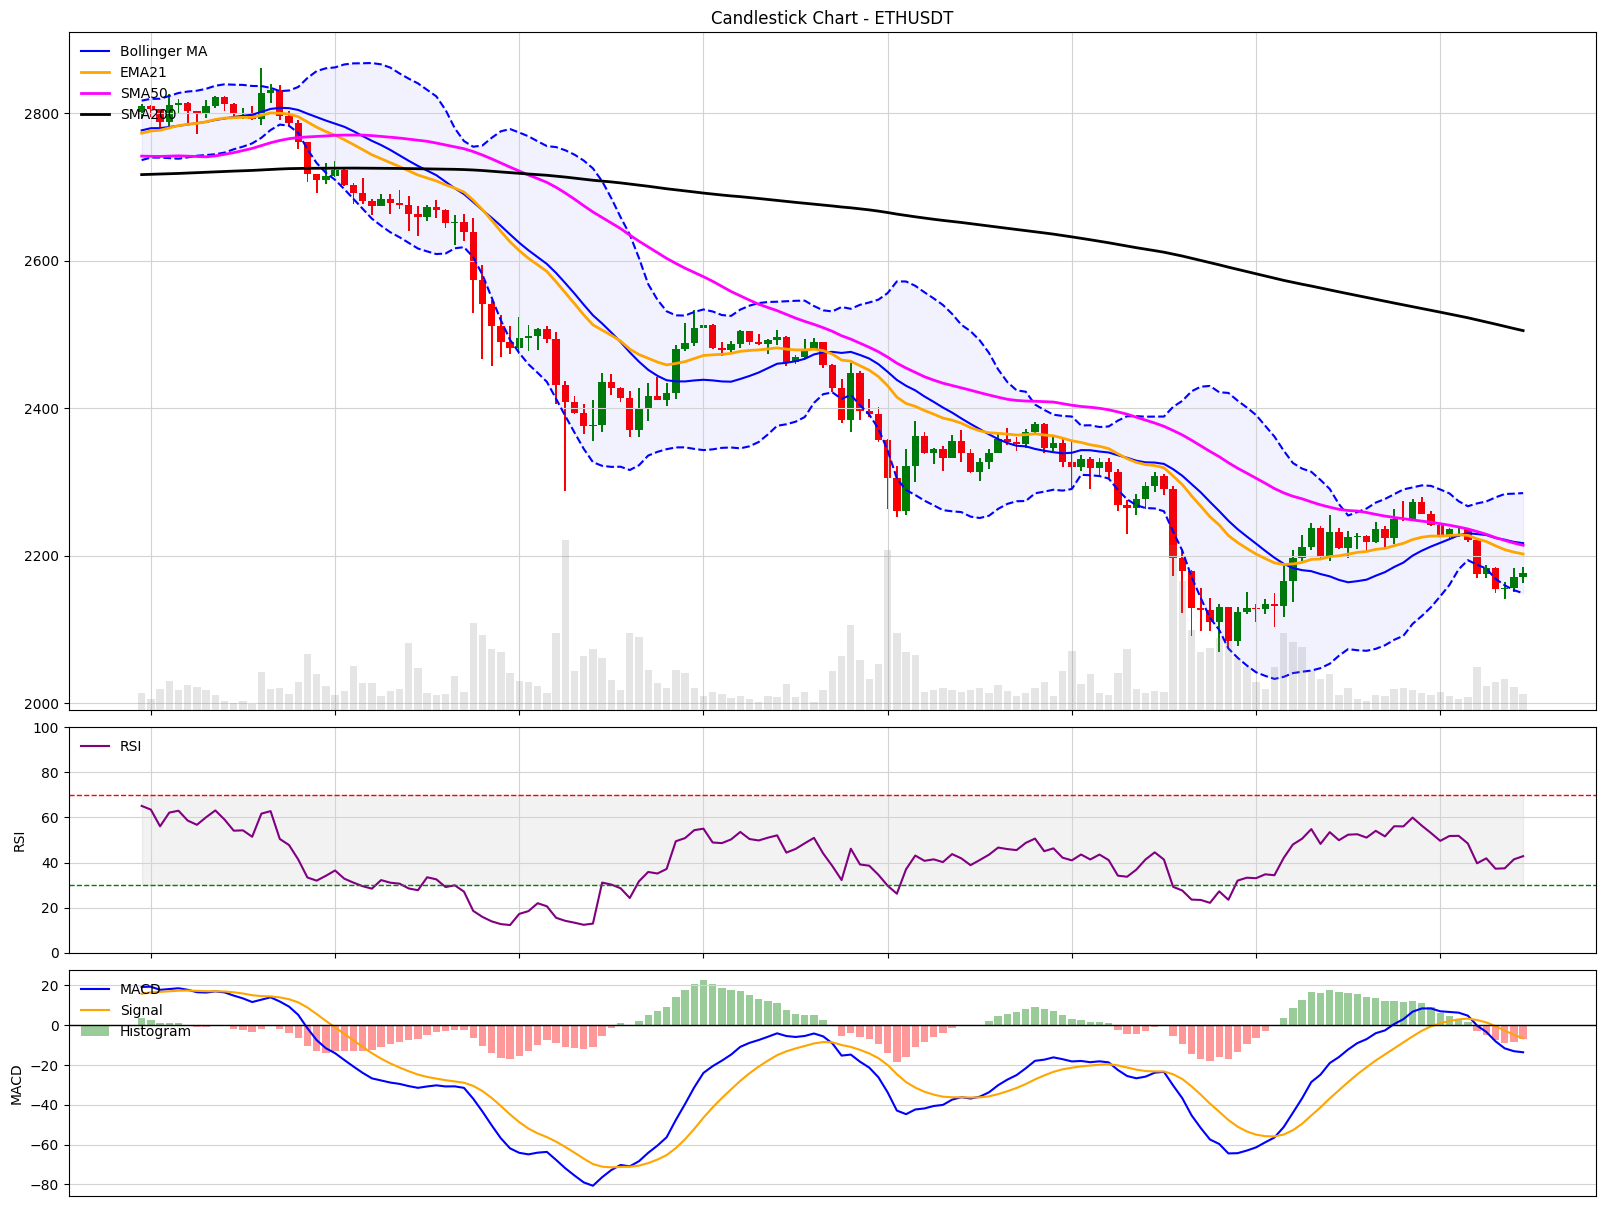 Candlestick Chart - ETHUSDT
Bollinger MA
EMA21
SMA50
SMA200
2800
2600
2400
2200
2000
RSI
100
80
60
40
20
0
RSI
MACD
Signal
Histogram
20
0
−20
−40
−60
−80
MACD